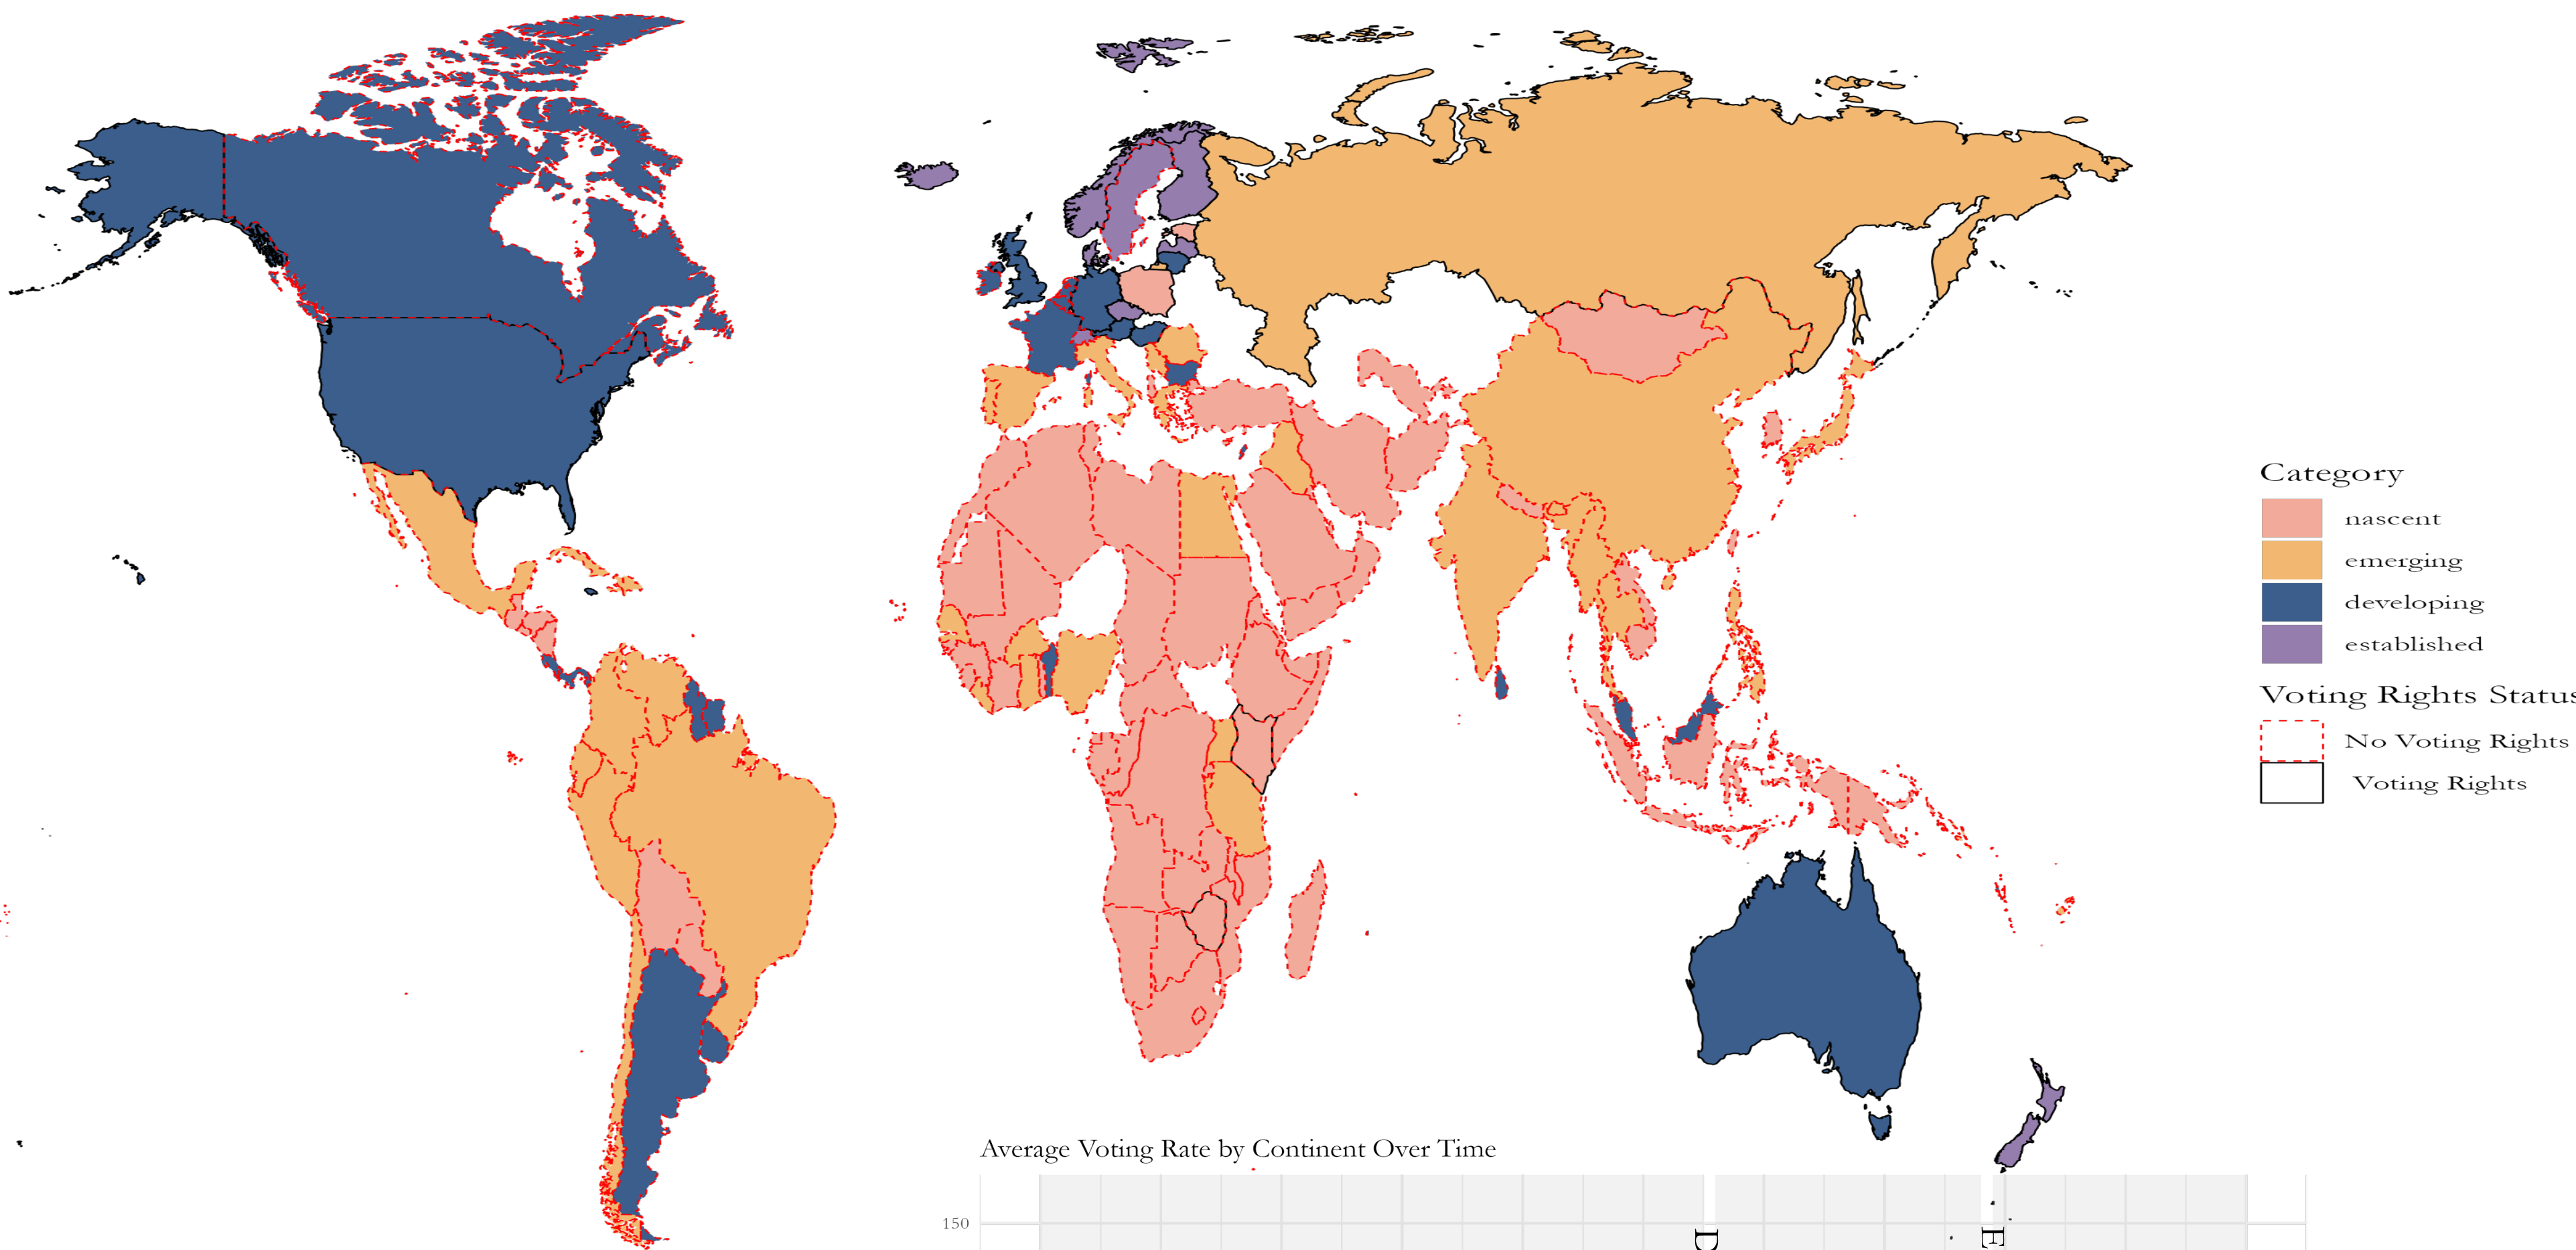 Category
nascent
emerging
developing
established
Voting Rights Status
No Voting Rights
Voting Rights
Average Voting Rate by Continent Over Time
150
D
E